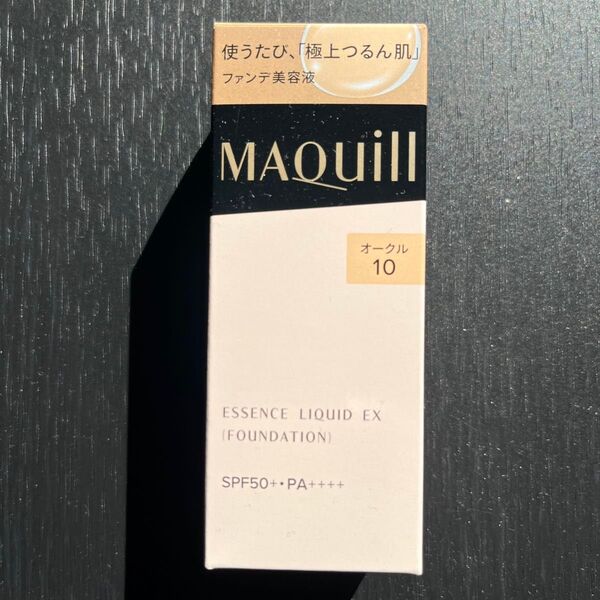 使うたび、「極上つるん肌」
ファンデ美容液
MAQuill
オークル
10
ESSENCE LIQUID EX
(FOUNDATION)
SPF50+・PA++++